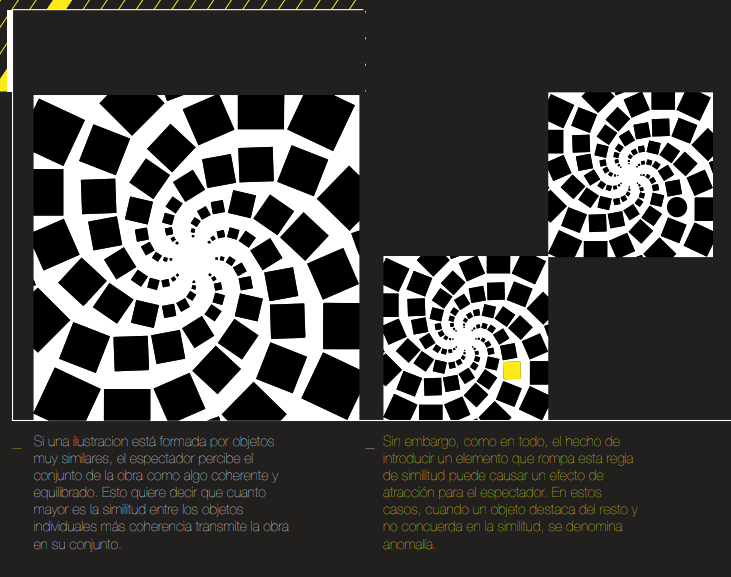 Si una ilustracion está formada por objetos
muy similares, el espectador percibe el
conjunto de la obra como algo coherente y
equilibrado. Esto quiere decir que cuanto
mayor es la similitud entre los objetos
individuales más coherencia transmite la obra
en su conjunto.
Sin embargo, como en todo, el hecho de
introducir un elemento que rompa esta regla
de similitud puede causar un efecto de
atracción para el espectador. En estos
casos, cuando un objeto destaca del resto y
no concuerda en la similitud, se denomina
anomalía.